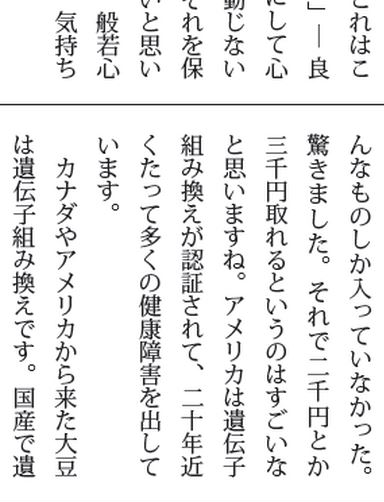 これはこ
」―良
にして心
動じない
それを保
いと思い
般若心
気持ち
んなものしか入っていなかった。
驚きました。それで二千円とか
三千円取れるというのはすごいな
と思いますね。アメリカは遺伝子
組み換えが認証されて、二十年近
くたって多くの健康障害を出して
います。
カナダやアメリカから来た大豆
は遺伝子組み換えです。国産で遺